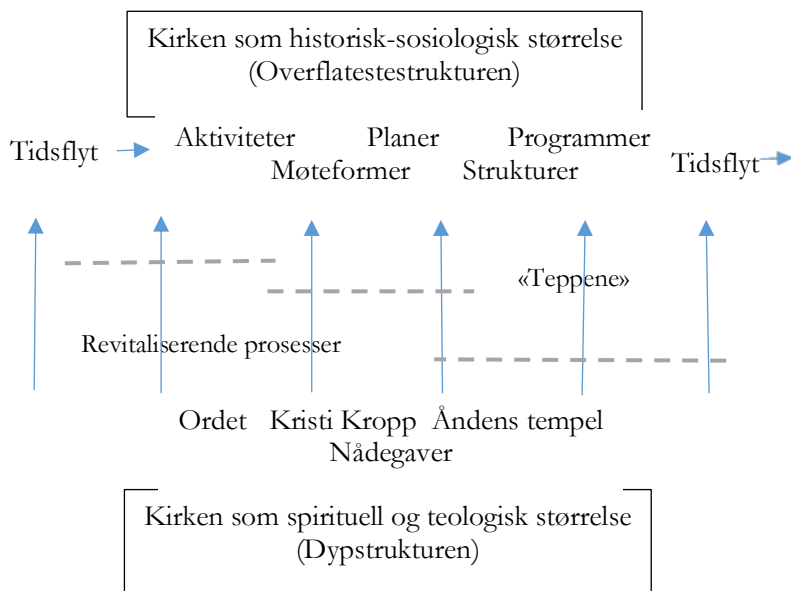 Kirken som historisk-sosiologisk størrelse
(Overflatestestrukturen)
Tidsflyt
Aktiviteter Planer Programmer
Møteformer Strukturer
Tidsflyt
«Teppene»
Revitaliserende prosesser
Ordet Kristi Kropp Åndens tempel
Nådegaver
Kirken som spirituell og teologisk størrelse
(Dypstrukturen)